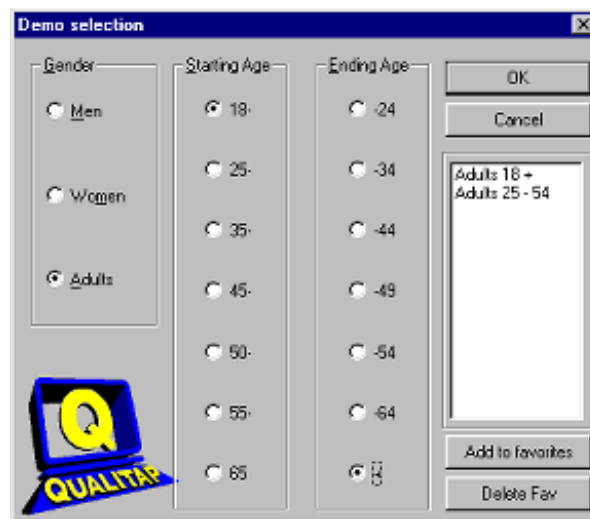 Demo selection
Gender
Men
Women
Adults
Starting Age
18-
25-
35-
45-
50-
55-
65
Ending Age
-24
-34
-44
-49
-54
-64
+
OK
Cancel
Adults 18 +
Adults 25 - 54
Add to favorites
Delete Fav
Q
QUALITAP